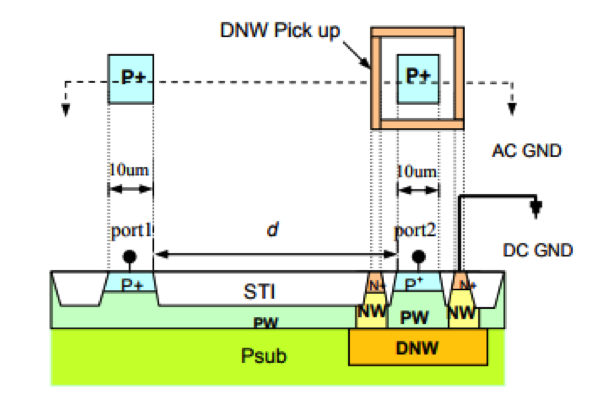 DNW Pick up
P+
P+
AC GND
10um
10um
port1
d
port2
DC GND
P+
STI
N+
P+
N+
NW
PW
NW
PW
DNW
Psub